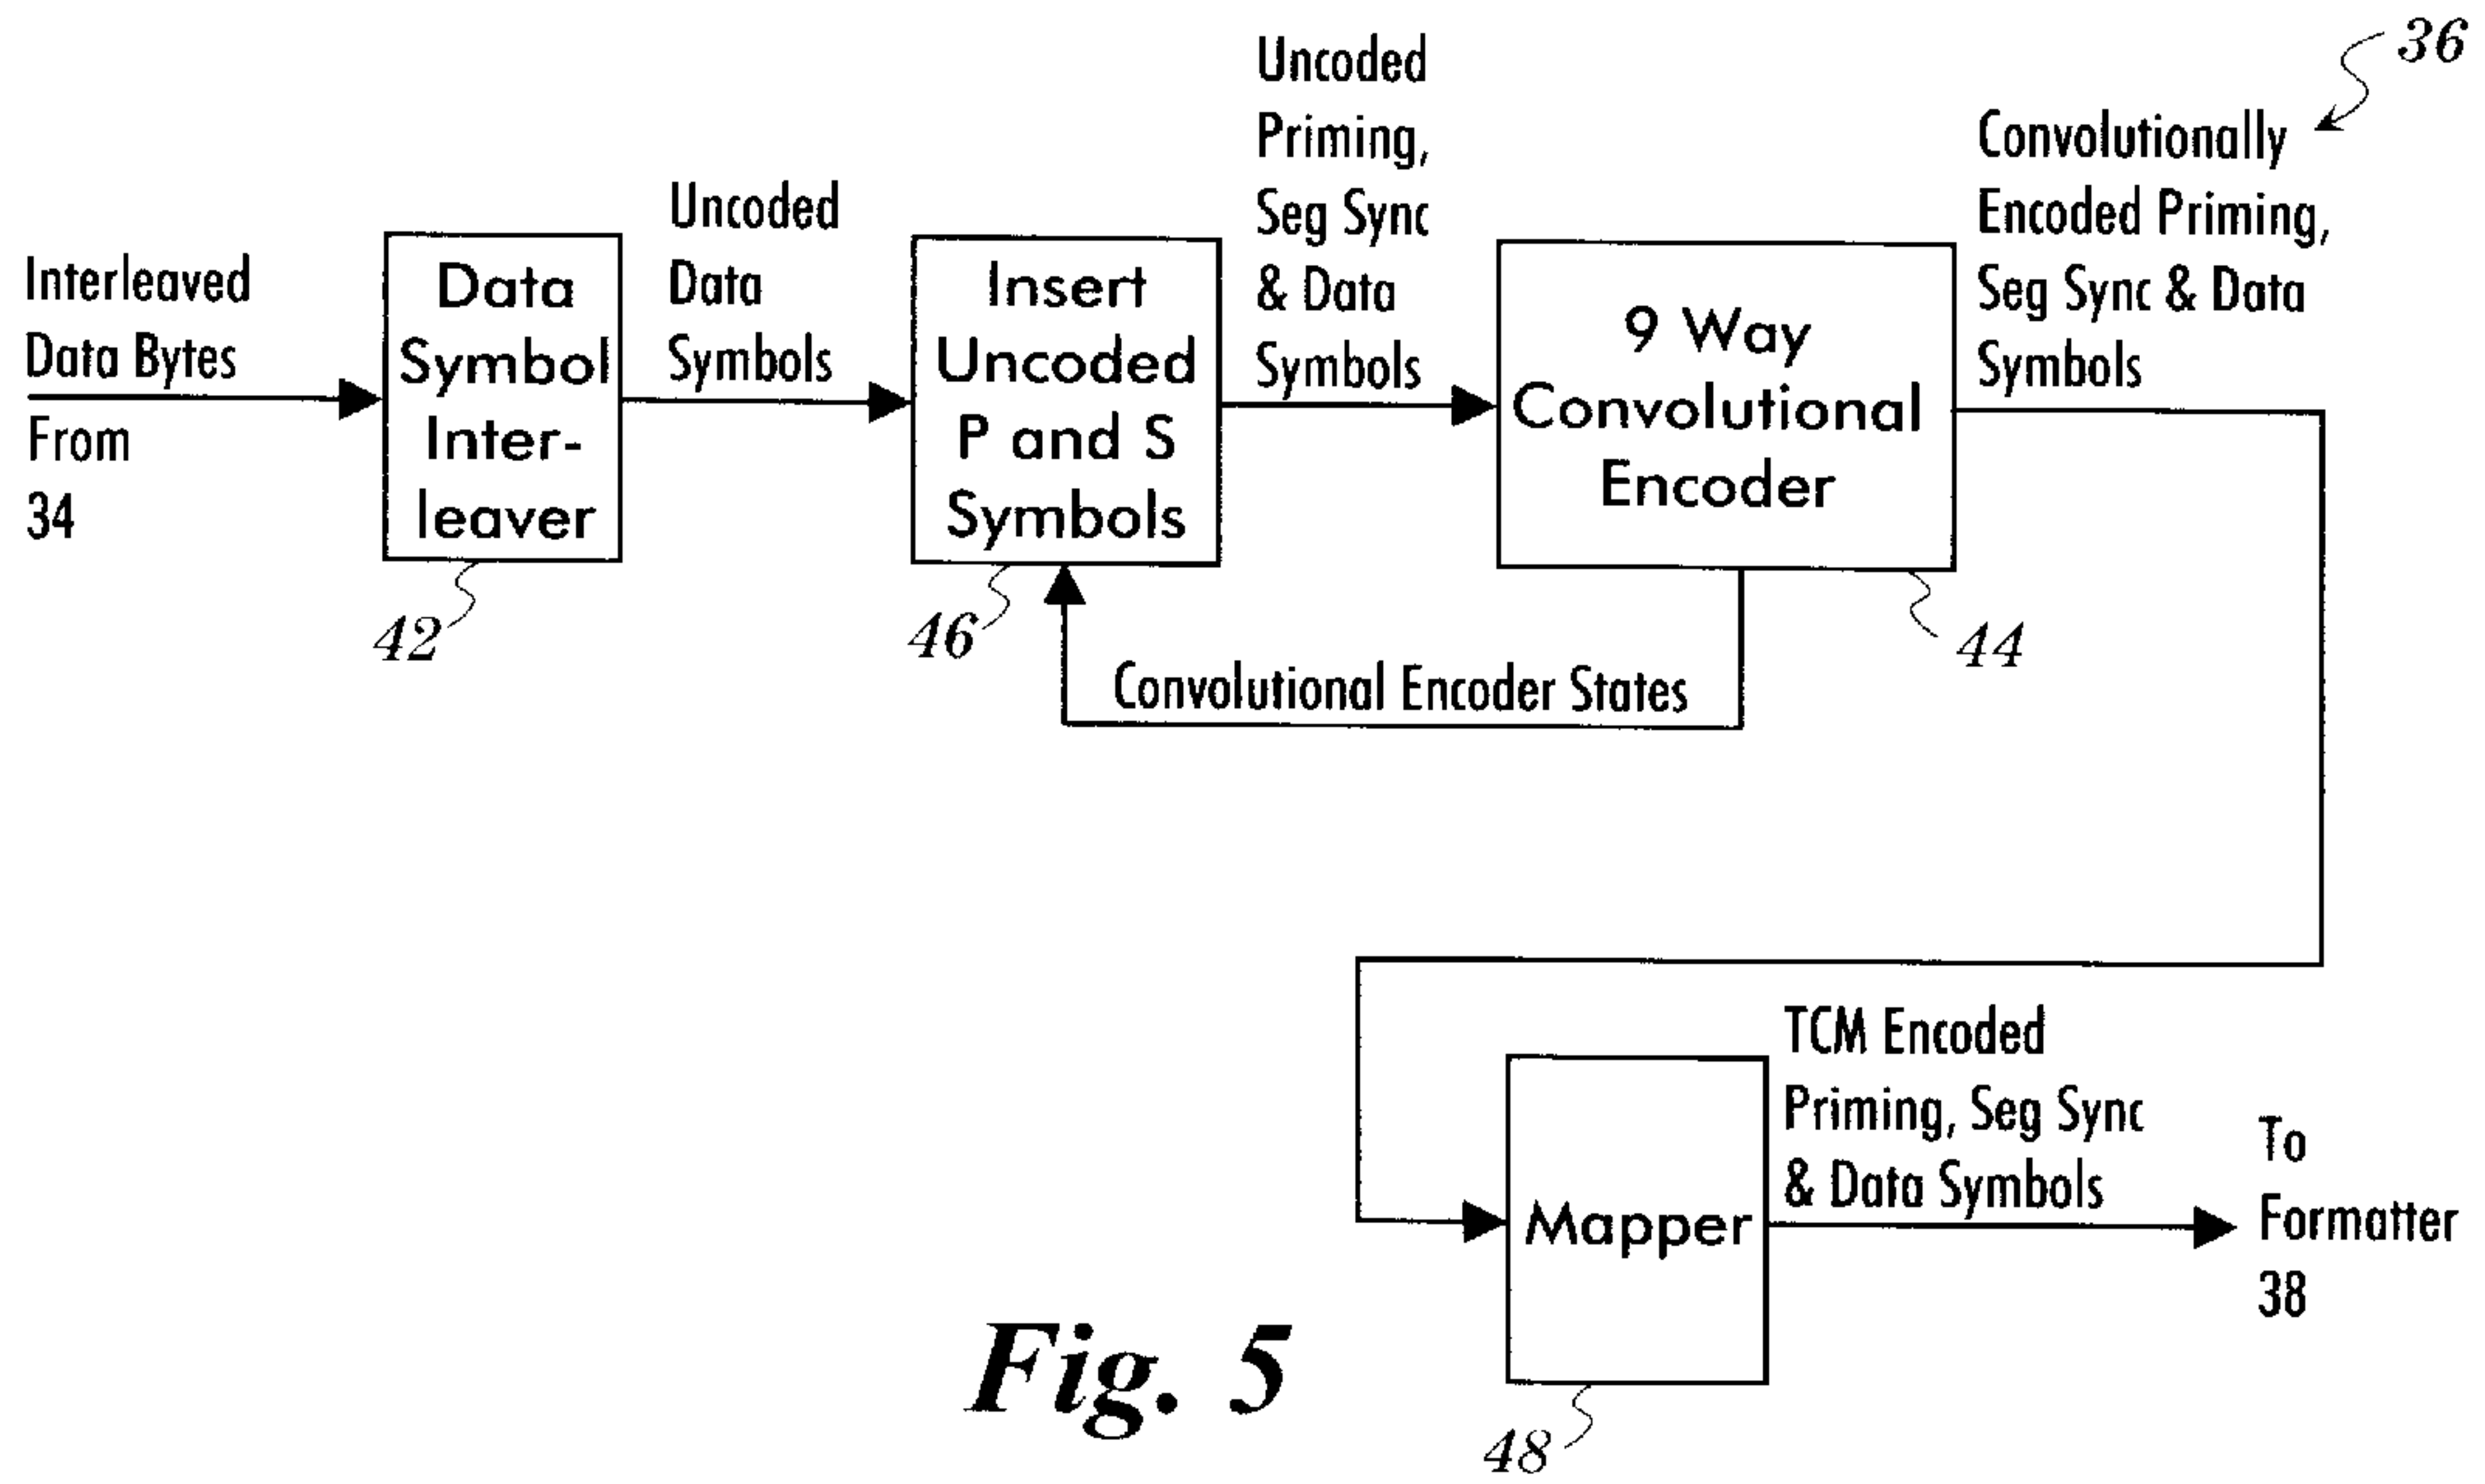 36
Interleaved
Data Bytes
From
34
Data
Symbol
Inter-
leaver
42
Uncoded
Data
Symbols
Insert
Uncoded
P and S
Symbols
46
Uncoded
Priming,
Seg Sync
& Data
Symbols
9 Way
Convolutional
Encoder
44
Convolutional Encoder States
Convolutionally
Encoded Priming,
Seg Sync & Data
Symbols
Mapper
48
TCM Encoded
Priming, Seg Sync
& Data Symbols
To
Formatter
38
Fig. 5